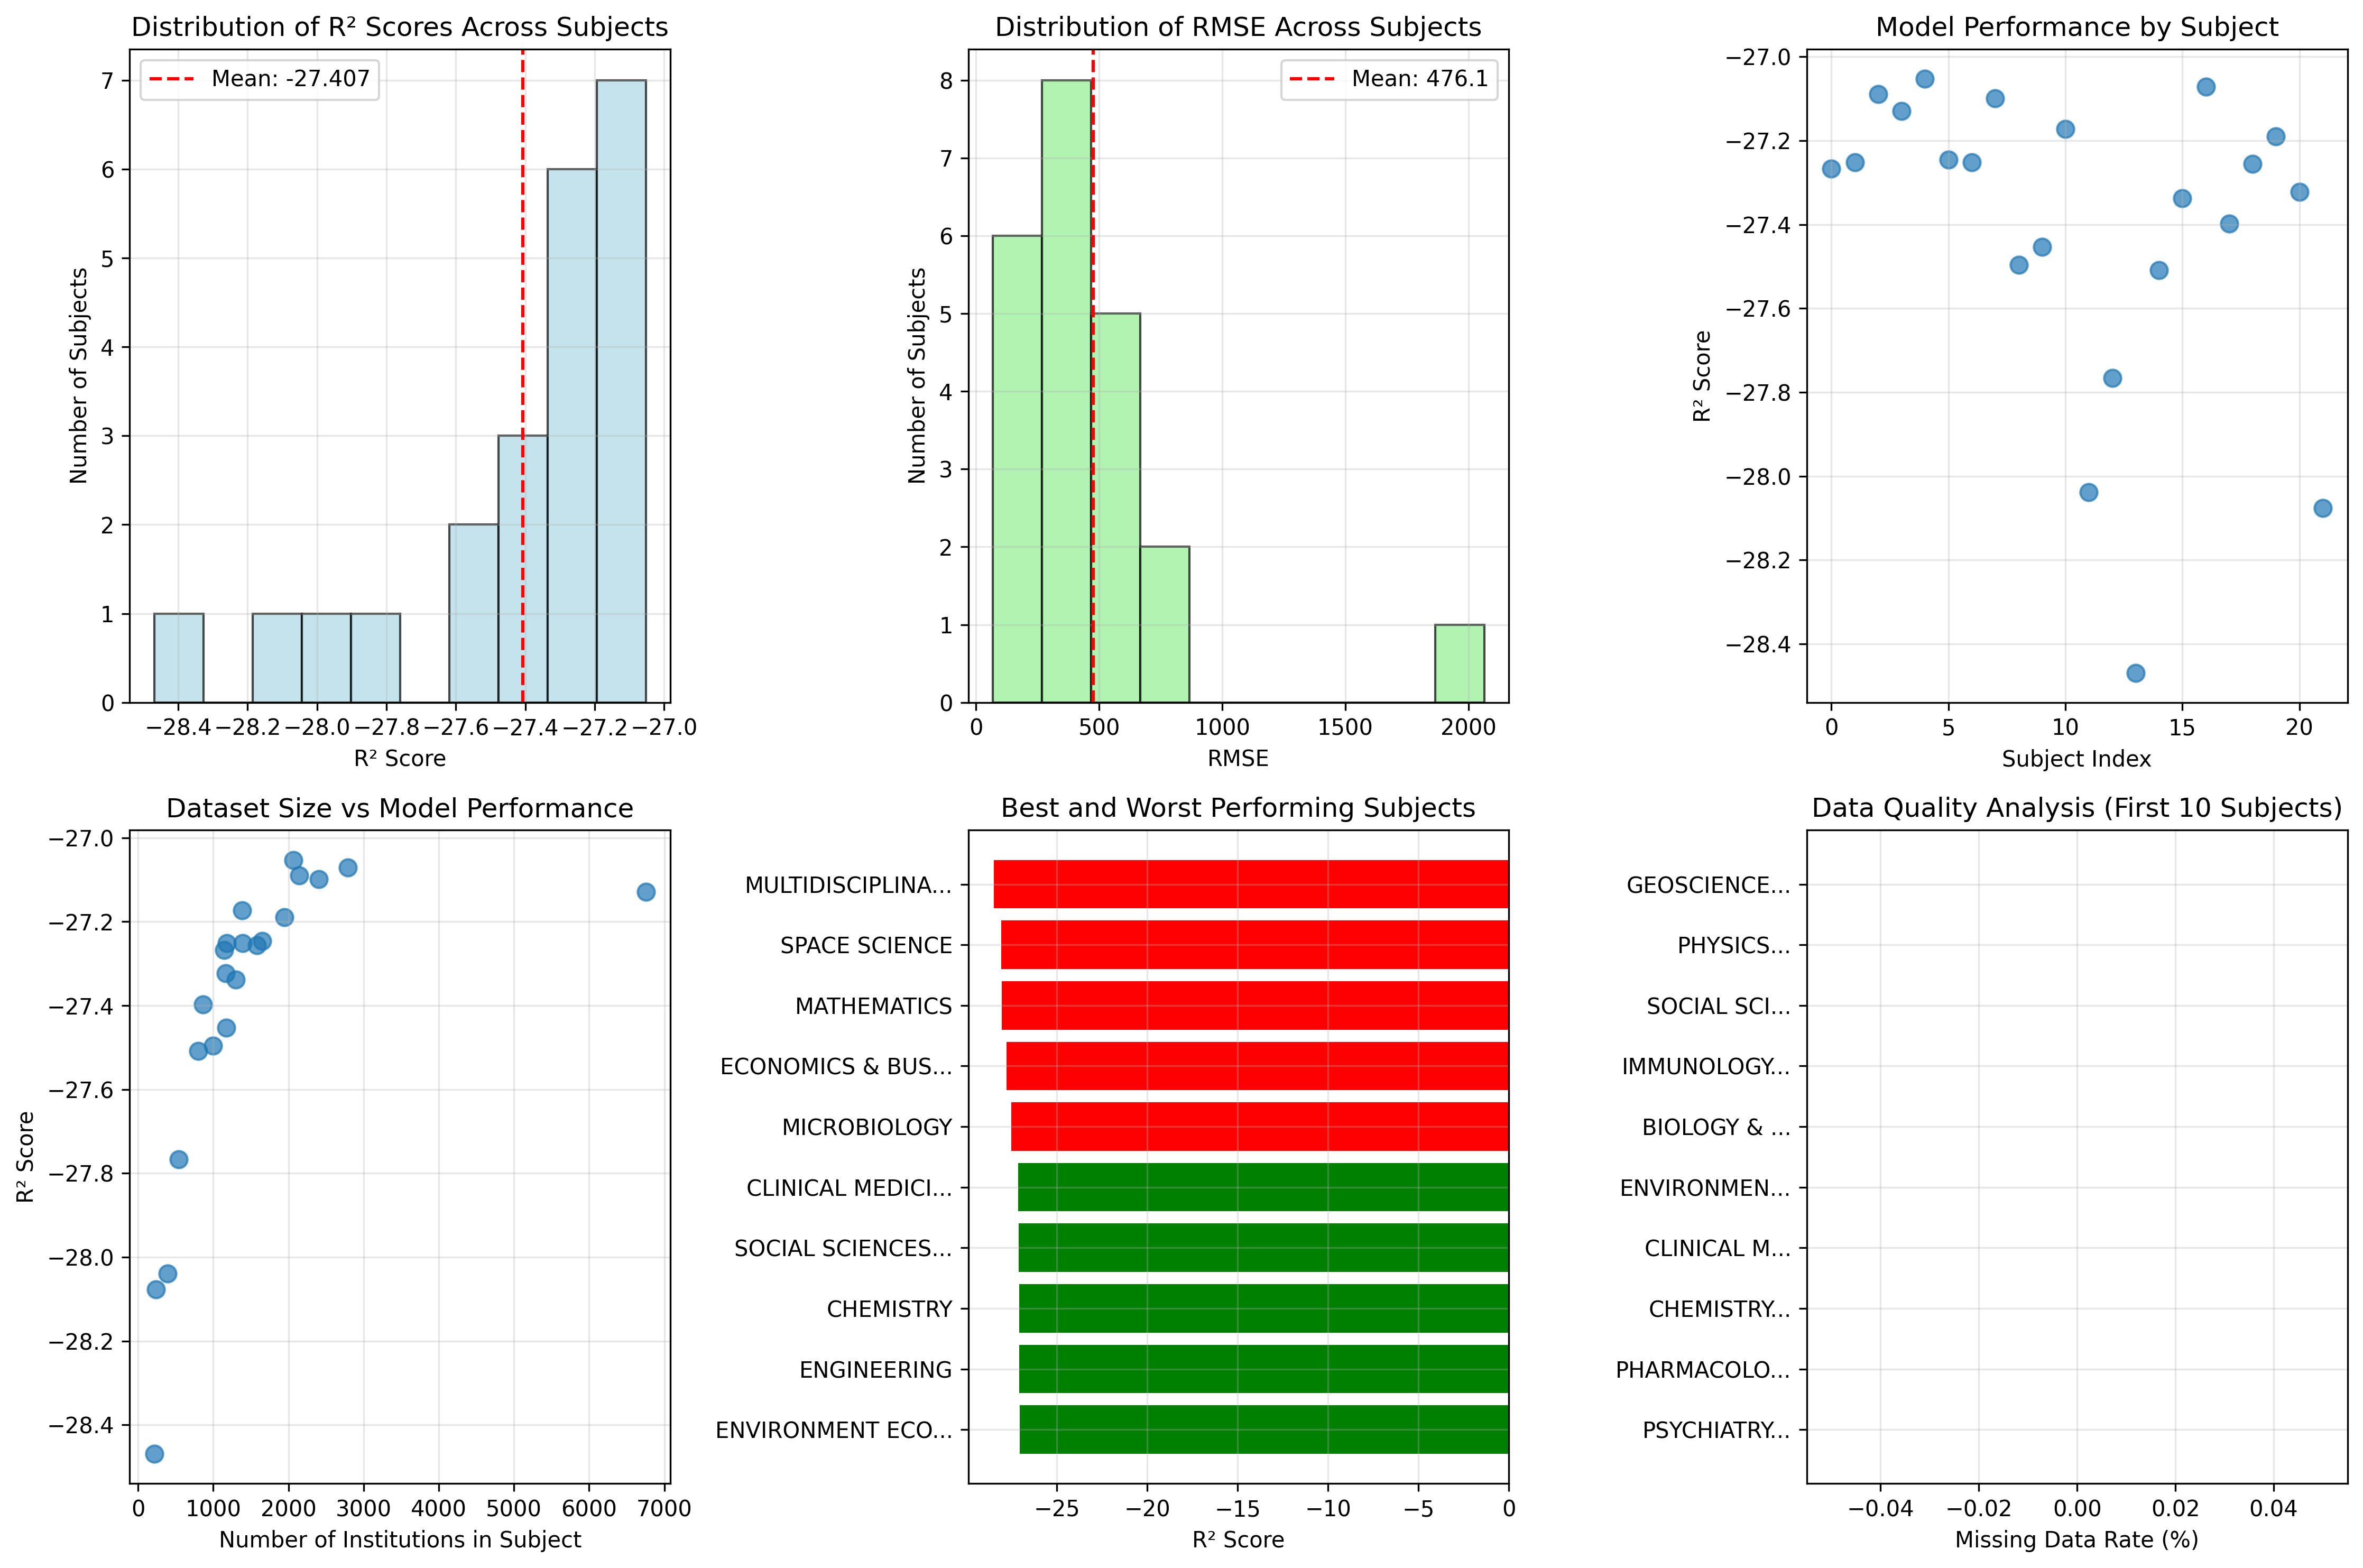 Distribution of R² Scores Across Subjects
Mean: -27.407
Number of Subjects
7
6
5
4
3
2
1
0
−28.4 −28.2 −28.0 −27.8 −27.6 −27.4 −27.2 −27.0
R² Score
Distribution of RMSE Across Subjects
Mean: 476.1
Number of Subjects
8
7
6
5
4
3
2
1
0
0 500 1000 1500 2000
RMSE
Model Performance by Subject
R² Score
−27.0
−27.2
−27.4
−27.6
−27.8
−28.0
−28.2
−28.4
0 5 10 15 20
Subject Index
Dataset Size vs Model Performance
R² Score
−27.0
−27.2
−27.4
−27.6
−27.8
−28.0
−28.2
−28.4
0 1000 2000 3000 4000 5000 6000 7000
Number of Institutions in Subject
Best and Worst Performing Subjects
MULTIDISCIPLINA...
SPACE SCIENCE
MATHEMATICS
ECONOMICS & BUS...
MICROBIOLOGY
CLINICAL MEDICI...
SOCIAL SCIENCES...
CHEMISTRY
ENGINEERING
ENVIRONMENT ECO...
−25 −20 −15 −10 −5 0
R² Score
Data Quality Analysis (First 10 Subjects)
GEOSCIENCE...
PHYSICS...
SOCIAL SCI...
IMMUNOLOGY...
BIOLOGY & ...
ENVIRONMEN...
CLINICAL M...
CHEMISTRY...
PHARMACOLO...
PSYCHIATRY...
−0.04 −0.02 0.00 0.02 0.04
Missing Data Rate (%)